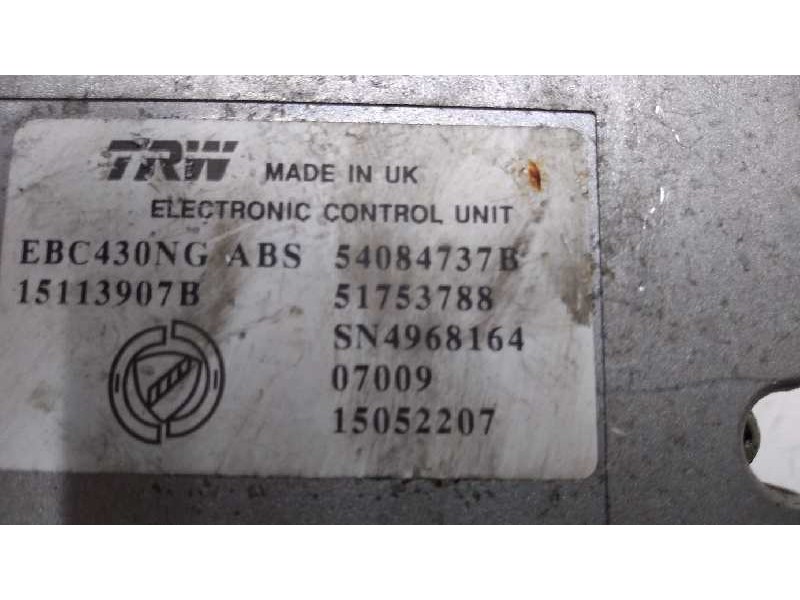 TRW MADE IN UK
ELECTRONIC CONTROL UNIT
EBC430NG ABS 54084737B
15113907B 51753788
SN4968164
07009
15052207